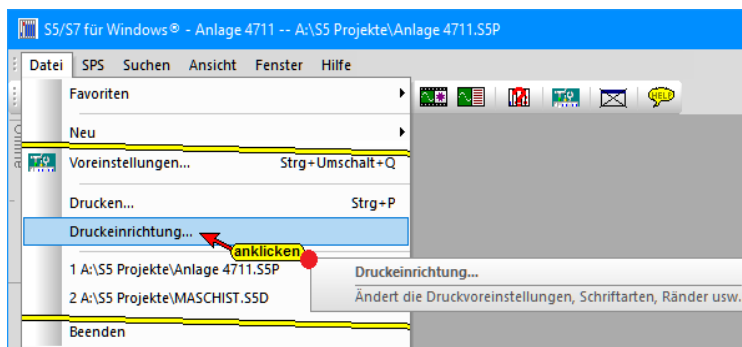 S5/S7 für Windows® - Anlage 4711 -- A:\S5 Projekte\Anlage 4711.S5P
Datei SPS Suchen Ansicht Fenster Hilfe
Favoriten
HELP
Neu
Voreinstellungen... Strg+Umschalt+Q
Drucken... Strg+P
Druckeinrichtung...
anklicken
1 A:\S5 Projekte\Anlage 4711.S5P
Druckeinrichtung...
2 A:\S5 Projekte\MASCHIST.S5D
Ändert die Druckvoreinstellungen, Schriftarten, Ränder usw.
Beenden